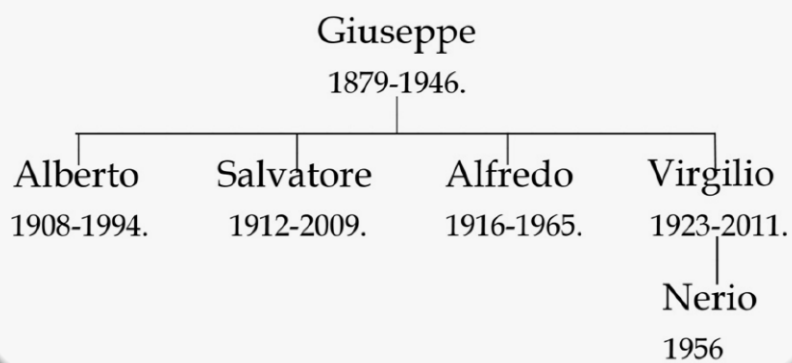 Giuseppe
1879-1946.
Alberto Salvatore Alfredo Virgilio
1908-1994. 1912-2009. 1916-1965. 1923-2011.
Nerio
1956